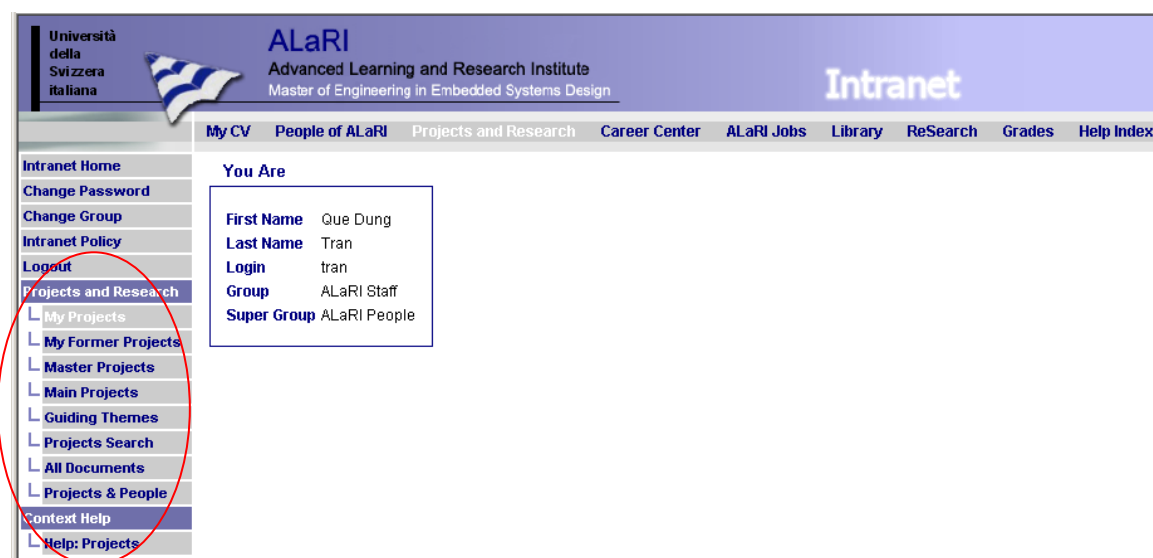 Università
della
Svizzera
italiana
ALaRI
Advanced Learning and Research Institute
Master of Engineering in Embedded Systems Design
Intranet
My CV People of ALaRI Projects and Research Career Center ALaRI Jobs Library ReSearch Grades Help Index
Intranet Home
Change Password
Change Group
Intranet Policy
Logout
Projects and Research
My Projects
My Former Projects
Master Projects
Main Projects
Guiding Themes
Projects Search
All Documents
Projects & People
Context Help
Help: Projects
You Are
First Name Que Dung
Last Name Tran
Login tran
Group ALaRI Staff
Super Group ALaRI People